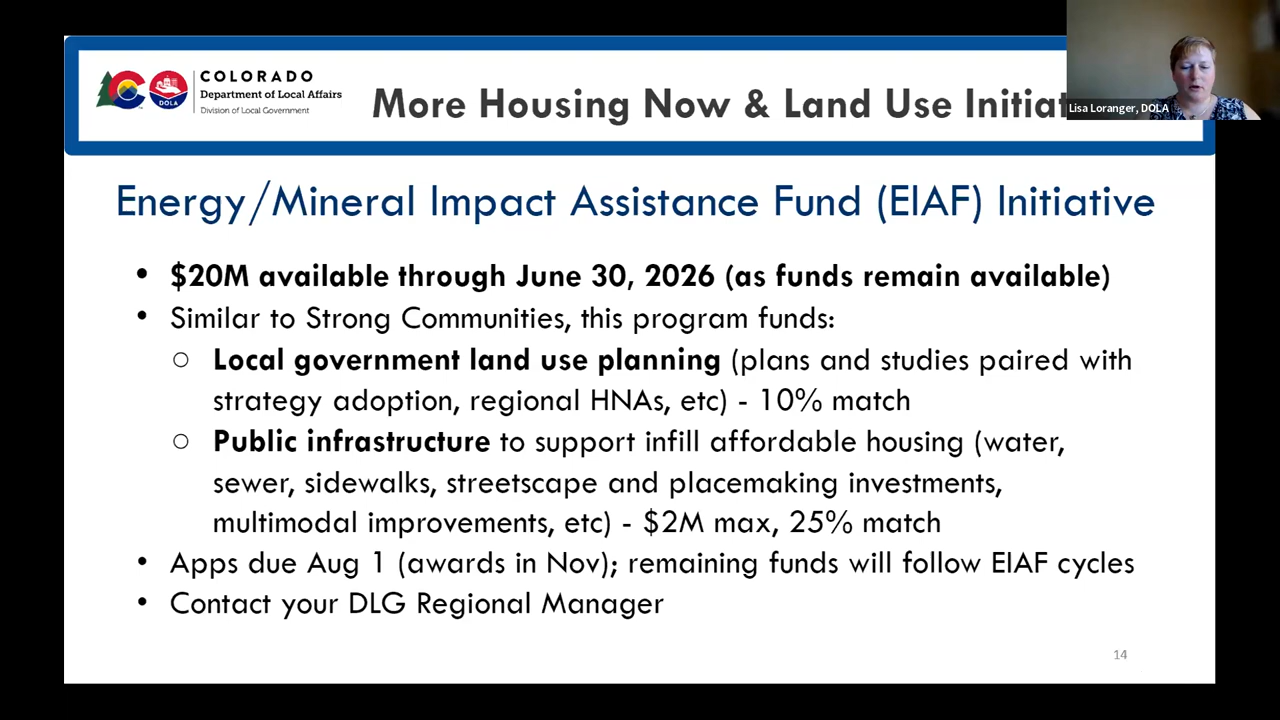 COLORADO
Department of Local Affairs
Division of Local Government
DOLA
More Housing Now & Land Use Initiat
Lisa Loranger, DOLA
Energy/Mineral Impact Assistance Fund (EIAF) Initiative
• $20M available through June 30, 2026 (as funds remain available)
• Similar to Strong Communities, this program funds:
○ Local government land use planning (plans and studies paired with
strategy adoption, regional HNAs, etc) - 10% match
○ Public infrastructure to support infill affordable housing (water,
sewer, sidewalks, streetscape and placemaking investments,
multimodal improvements, etc) - $2M max, 25% match
• Apps due Aug 1 (awards in Nov); remaining funds will follow EIAF cycles
• Contact your DLG Regional Manager
14